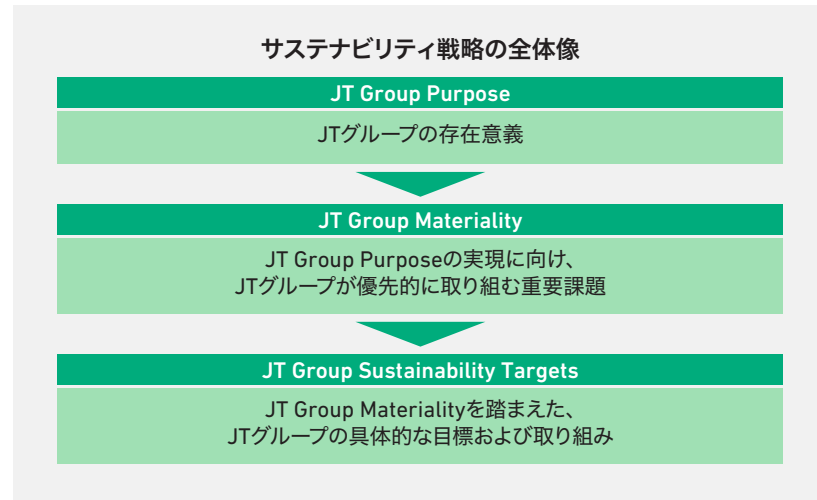 サステナビリティ戦略の全体像
JT Group Purpose
JTグループの存在意義
JT Group Materiality
JT Group Purposeの実現に向け、
JTグループが優先的に取り組む重要課題
JT Group Sustainability Targets
JT Group Materialityを踏まえた、
JTグループの具体的な目標および取り組み